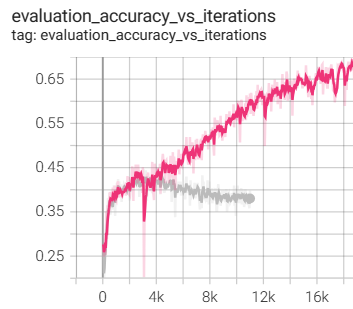 evaluation_accuracy_vs_iterations
tag: evaluation_accuracy_vs_iterations
0.65
0.55
0.45
0.35
0.25
0 4k 8k 12k 16k